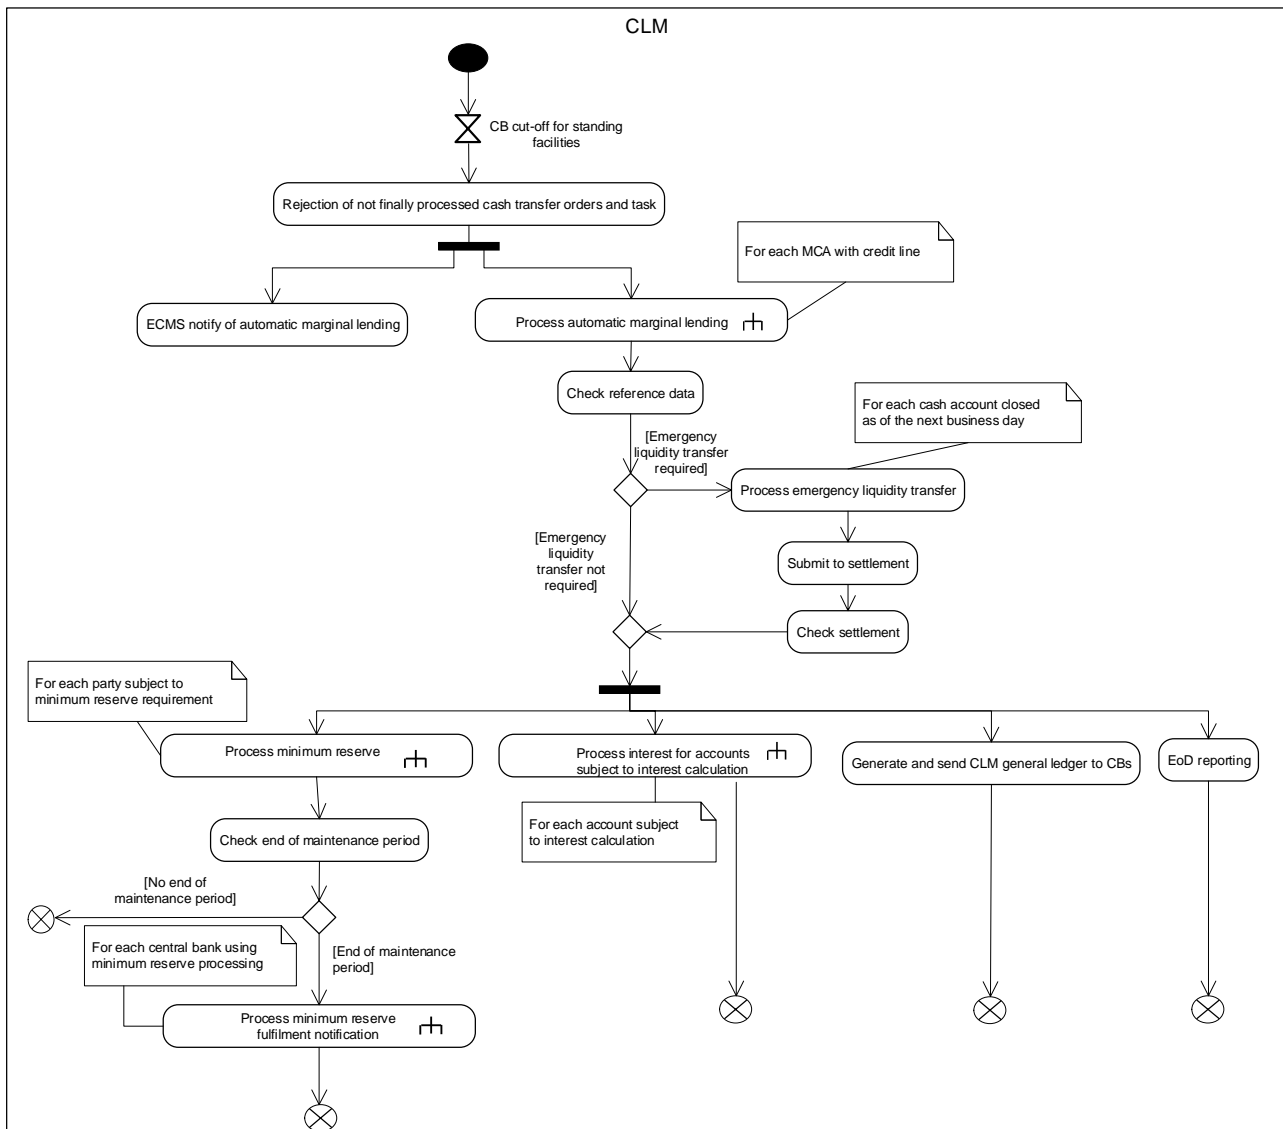 CLM
CB cut-off for standing
facilities
Rejection of not finally processed cash transfer orders and task
For each MCA with credit line
ECMS notify of automatic marginal lending
Process automatic marginal lending
Check reference data
For each cash account closed
as of the next business day
[Emergency
liquidity transfer
required]
Process emergency liquidity transfer
[Emergency
liquidity
transfer not
required]
Submit to settlement
Check settlement
For each party subject to
minimum reserve requirement
Process minimum reserve
Process interest for accounts
subject to interest calculation
Generate and send CLM general ledger to CBs
EoD reporting
For each account subject
to interest calculation
Check end of maintenance period
[No end of
maintenance period]
For each central bank using
minimum reserve processing
[End of maintenance
period]
Process minimum reserve
fulfilment notification